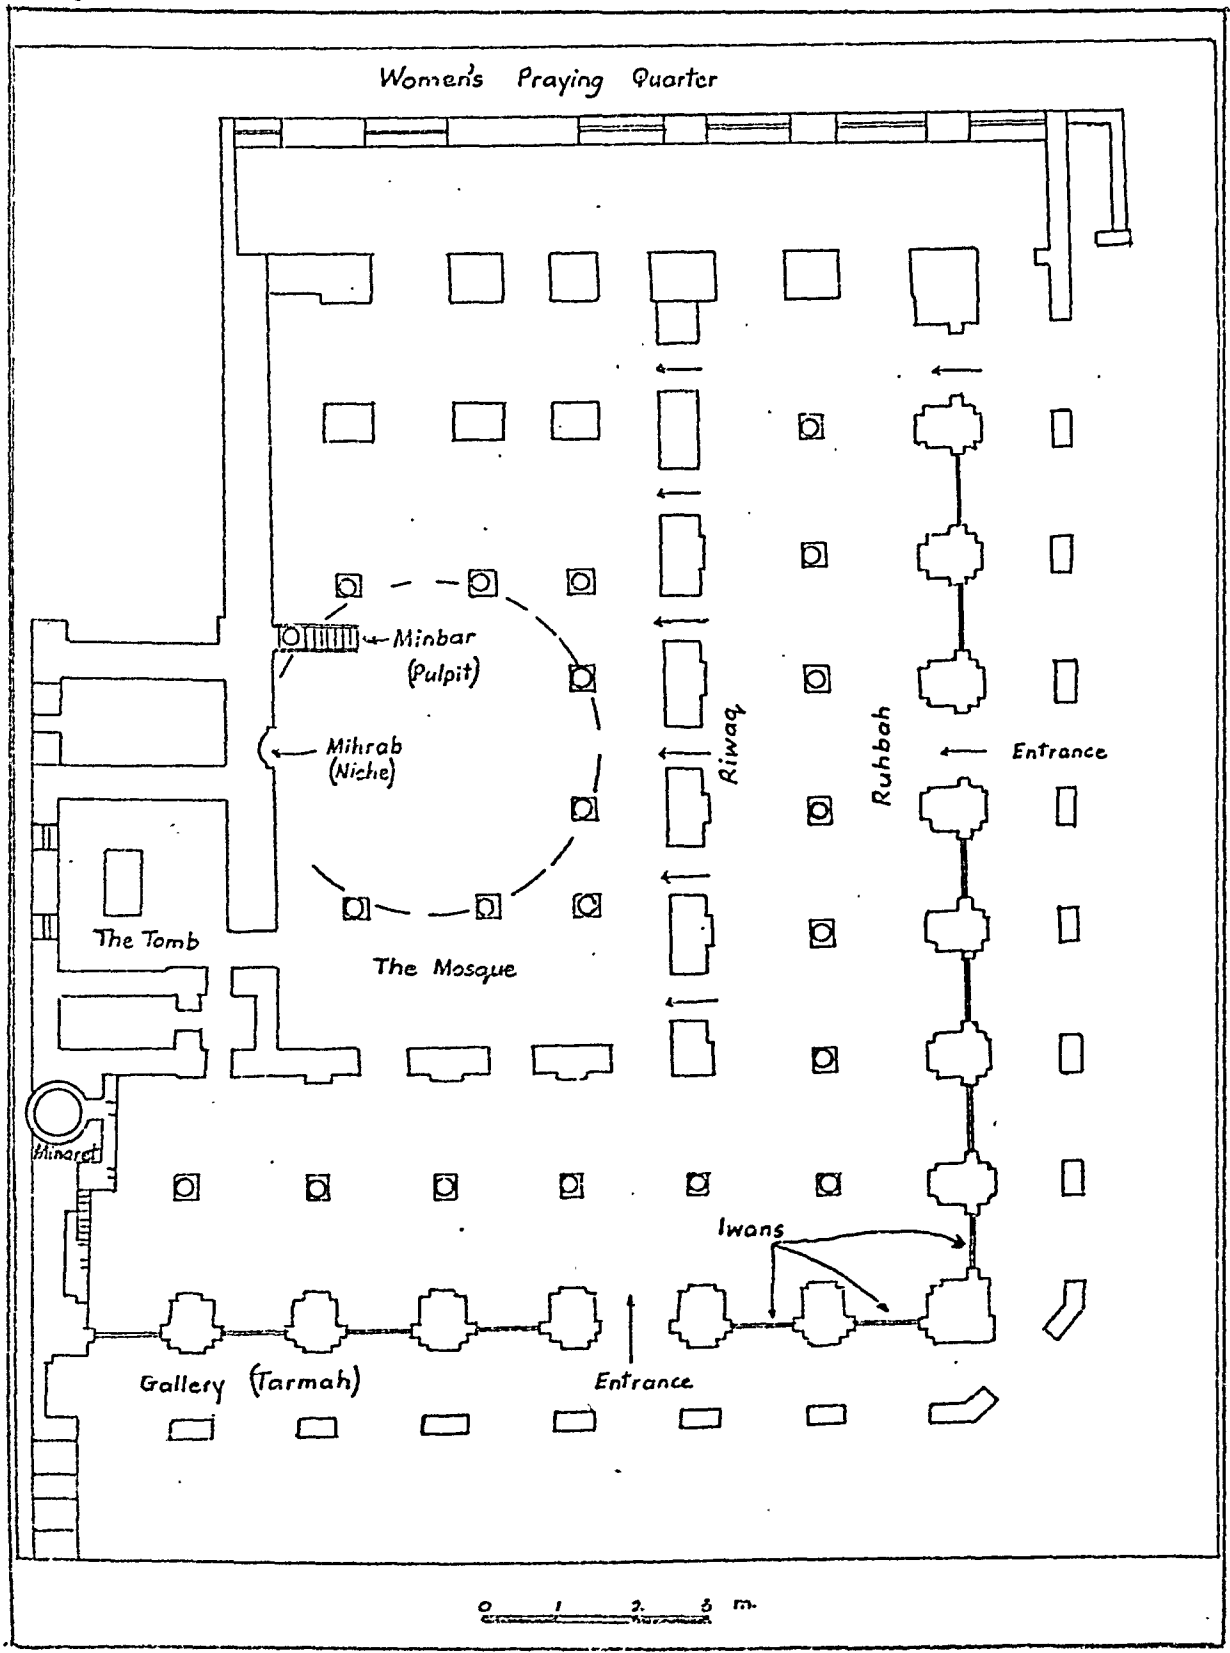 Women's Praying Quarter
Minbar
(Pulpit)
Mihrab
(Niche)
Riwaq
Ruhbah
Entrance
The Tomb
The Mosque
Minaret
Iwans
Gallery (Tarmah)
Entrance
0 1 2 3 m.